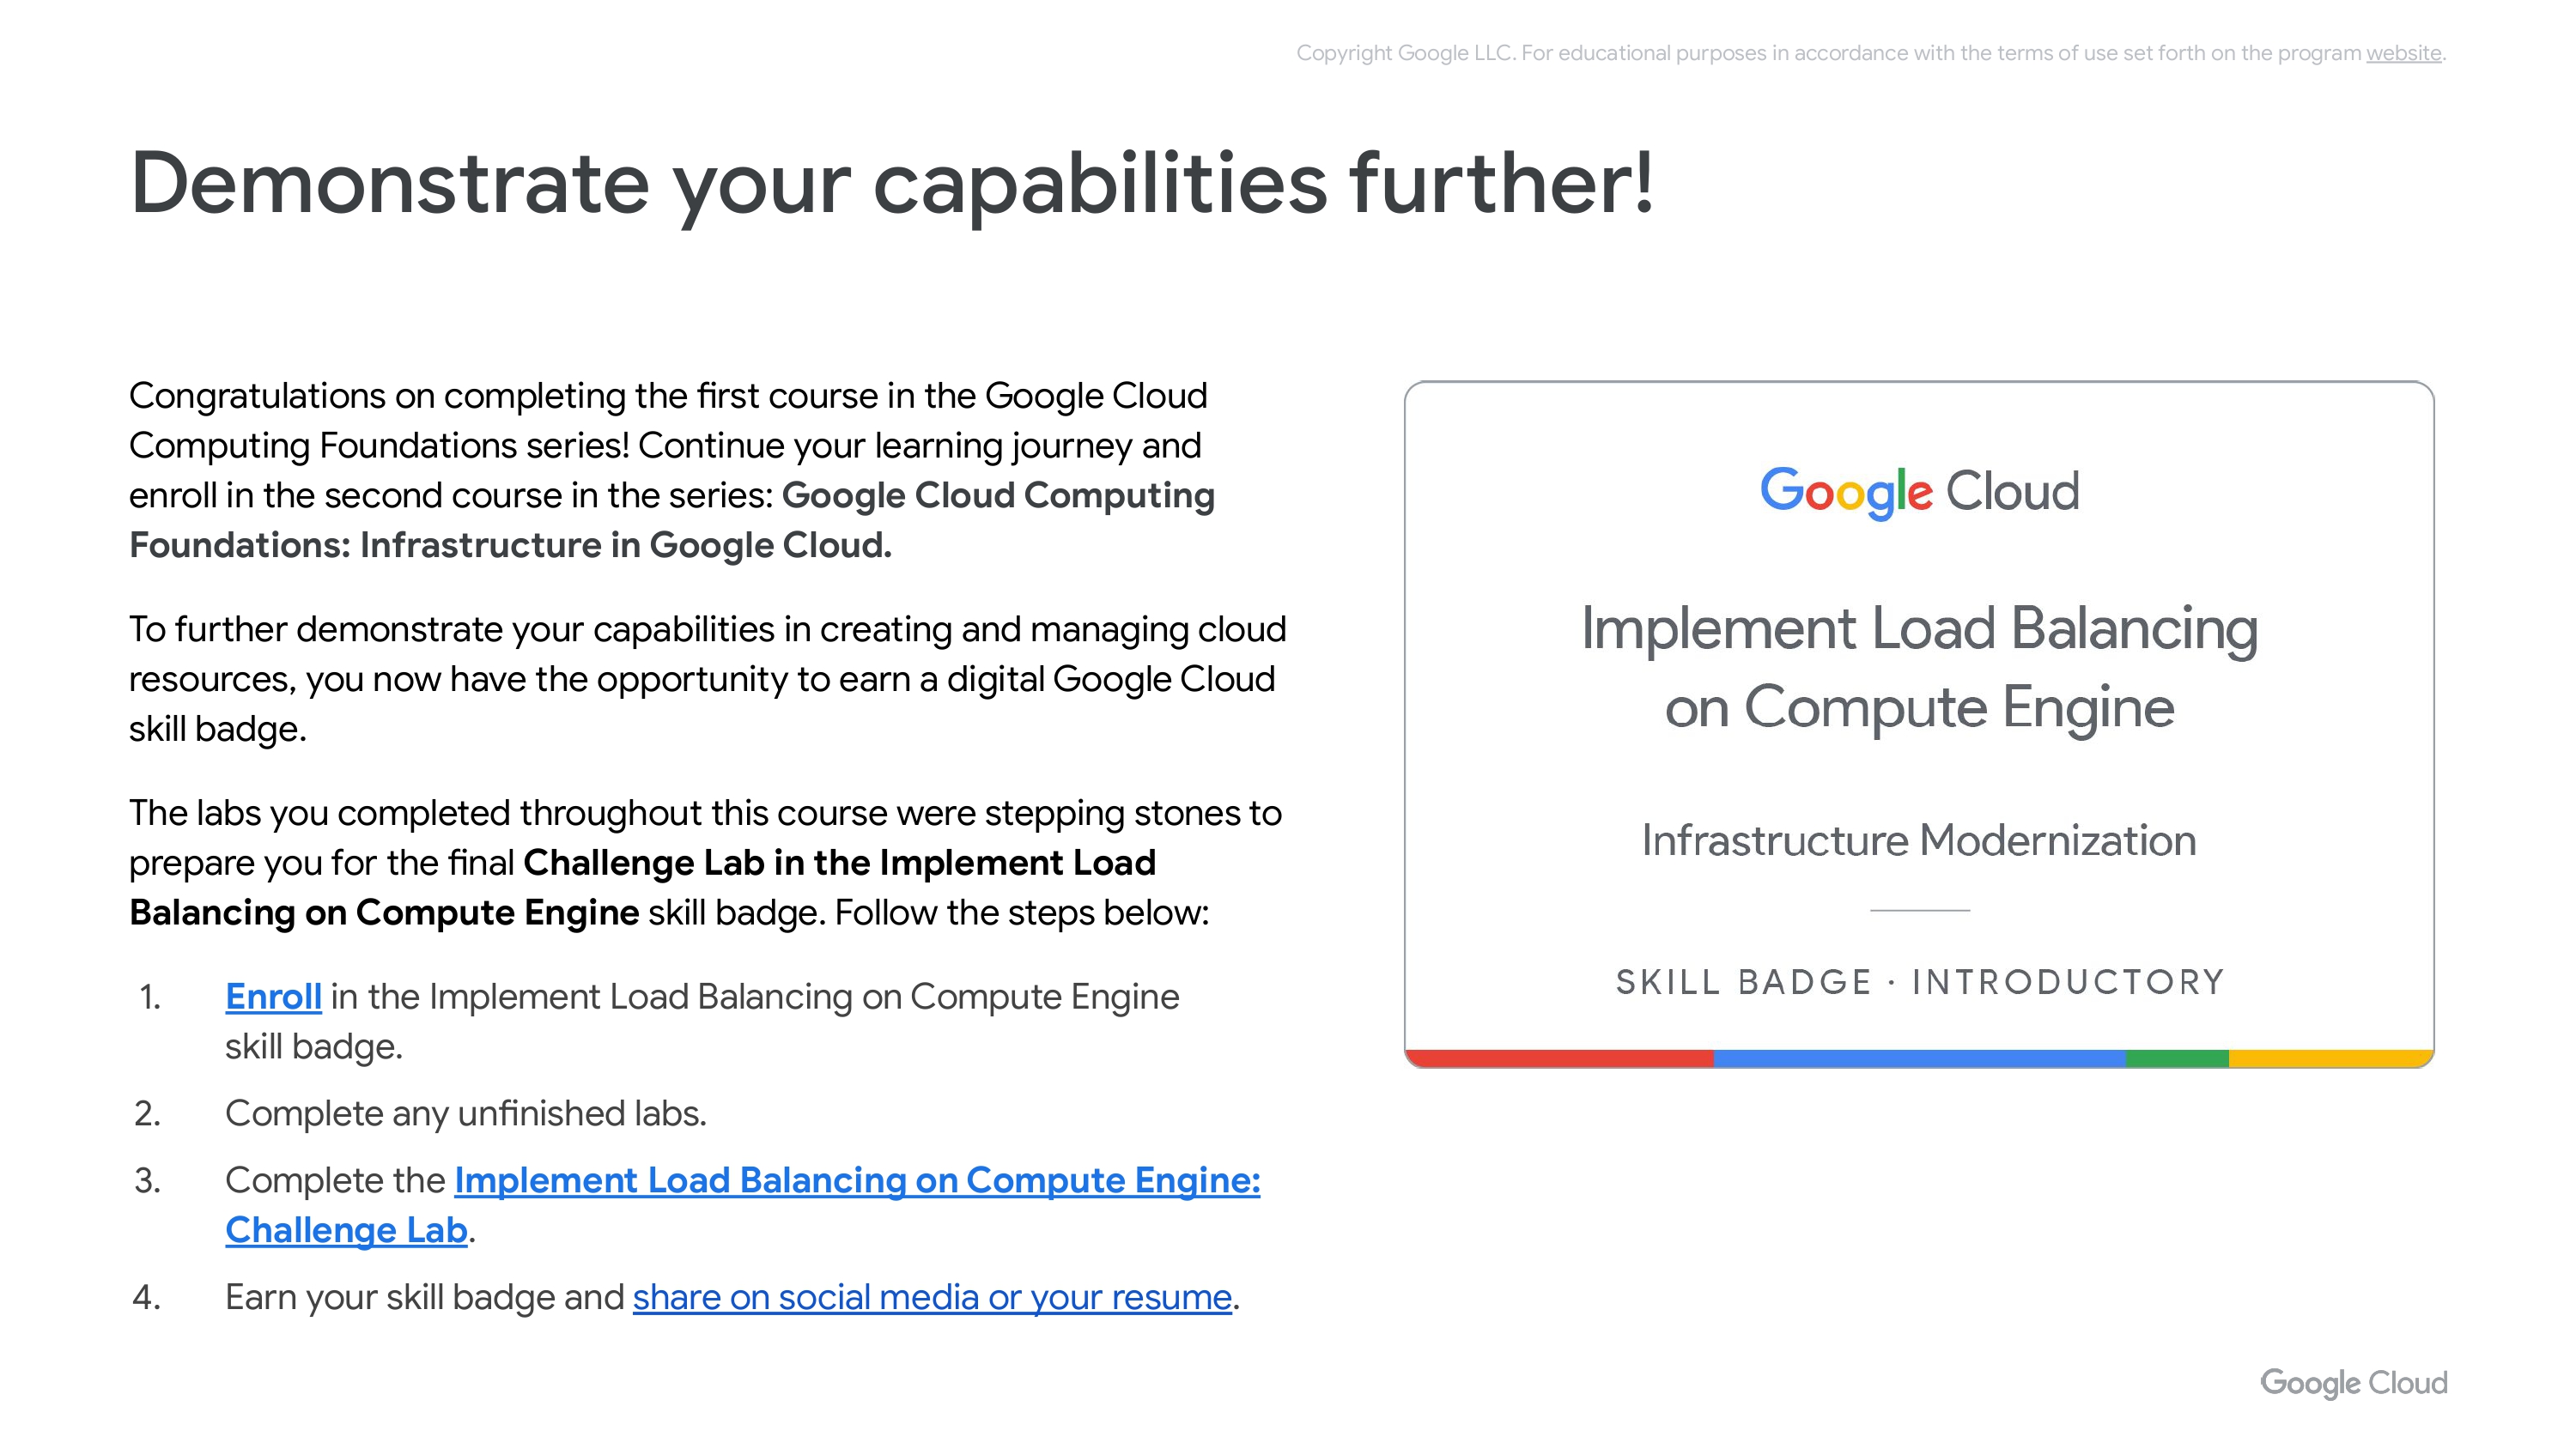 Copyright Google LLC. For educational purposes in accordance with the terms of use set forth on the program website.
Demonstrate your capabilities further!
Congratulations on completing the first course in the Google Cloud
Computing Foundations series! Continue your learning journey and
enroll in the second course in the series: Google Cloud Computing
Foundations: Infrastructure in Google Cloud.
To further demonstrate your capabilities in creating and managing cloud
resources, you now have the opportunity to earn a digital Google Cloud
skill badge.
The labs you completed throughout this course were stepping stones to
prepare you for the final Challenge Lab in the Implement Load
Balancing on Compute Engine skill badge. Follow the steps below:
1. Enroll in the Implement Load Balancing on Compute Engine
skill badge.
2. Complete any unfinished labs.
3. Complete the Implement Load Balancing on Compute Engine:
Challenge Lab.
4. Earn your skill badge and share on social media or your resume.
Google Cloud
Implement Load Balancing
on Compute Engine
Infrastructure Modernization
SKILL BADGE · INTRODUCTORY
Google Cloud